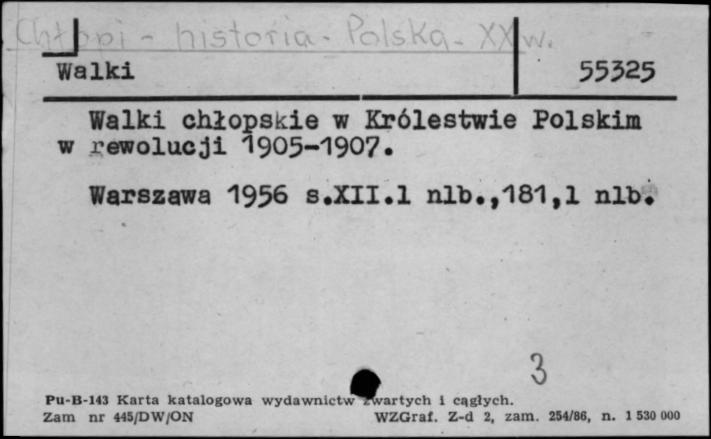 Chłopi - historia - Polska - XX w.
Walki 55325
Walki chłopskie w Królestwie Polskim
w rewolucji 1905-1907.
Warszawa 1956 s.XII.1 nlb.,181,1 nlb.
3
Pu-B-143 Karta katalogowa wydawnictw zwartych i ciągłych.
Zam nr 445/DW/ON WZGraf. Z-d 2, zam. 254/86, n. 1 530 000